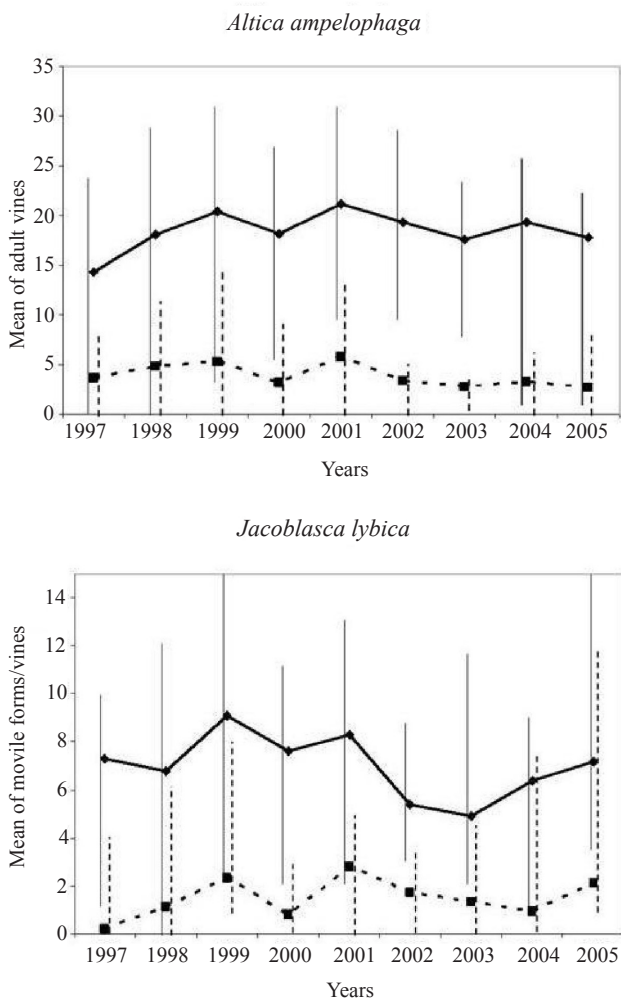 Altica ampelophaga
35
30
25
20
15
10
5
0
Mean of adult vines
1997 1998 1999 2000 2001 2002 2003 2004 2005
Years
Jacoblasca lybica
14
12
10
8
6
4
2
0
Mean of movile forms/vines
1997 1998 1999 2000 2001 2002 2003 2004 2005
Years